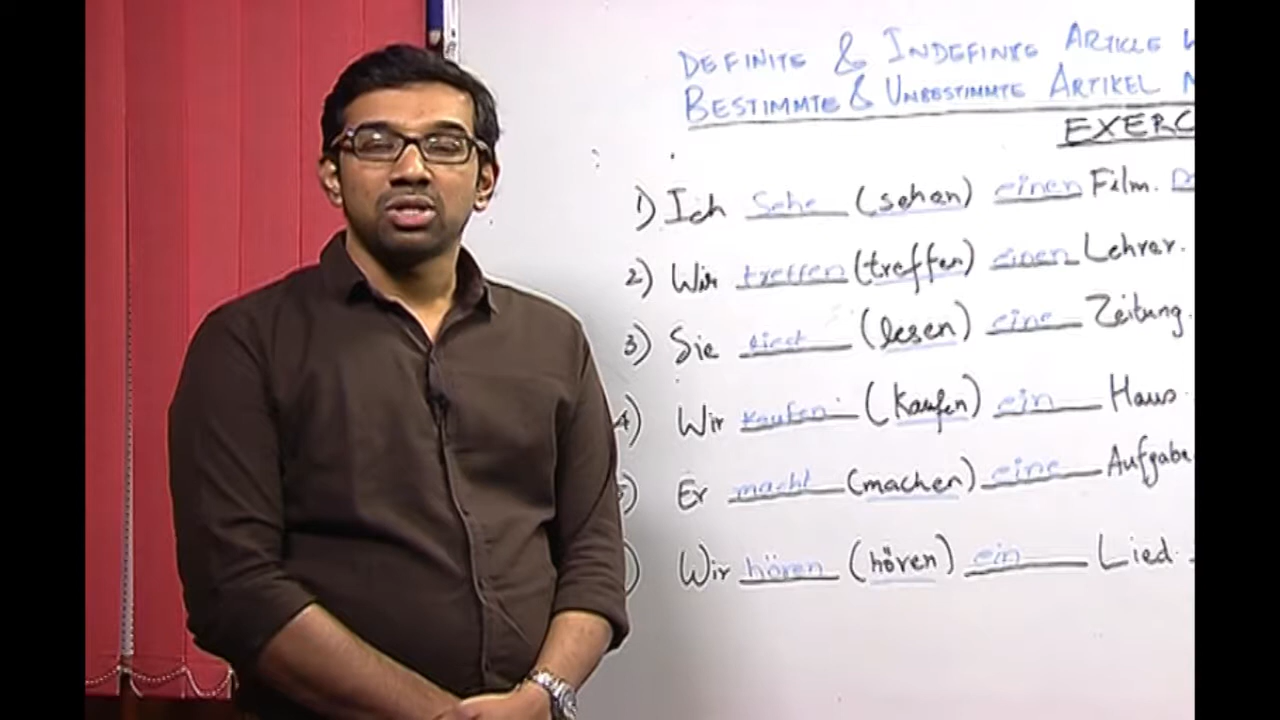 DEFINITE & INDEFINITE ARTICLE
BESTIMMTE & UNBESTIMMTE ARTIKEL
EXERC
1) Ich sehe (sehen) einen Film.
2) Wir treffen (treffen) einen Lehrer.
3) Sie liest (lesen) eine Zeitung.
4) Wir kaufen (kaufen) ein Haus.
5) Er macht (machen) eine Aufgabe
) Wir hören (hören) ein Lied.